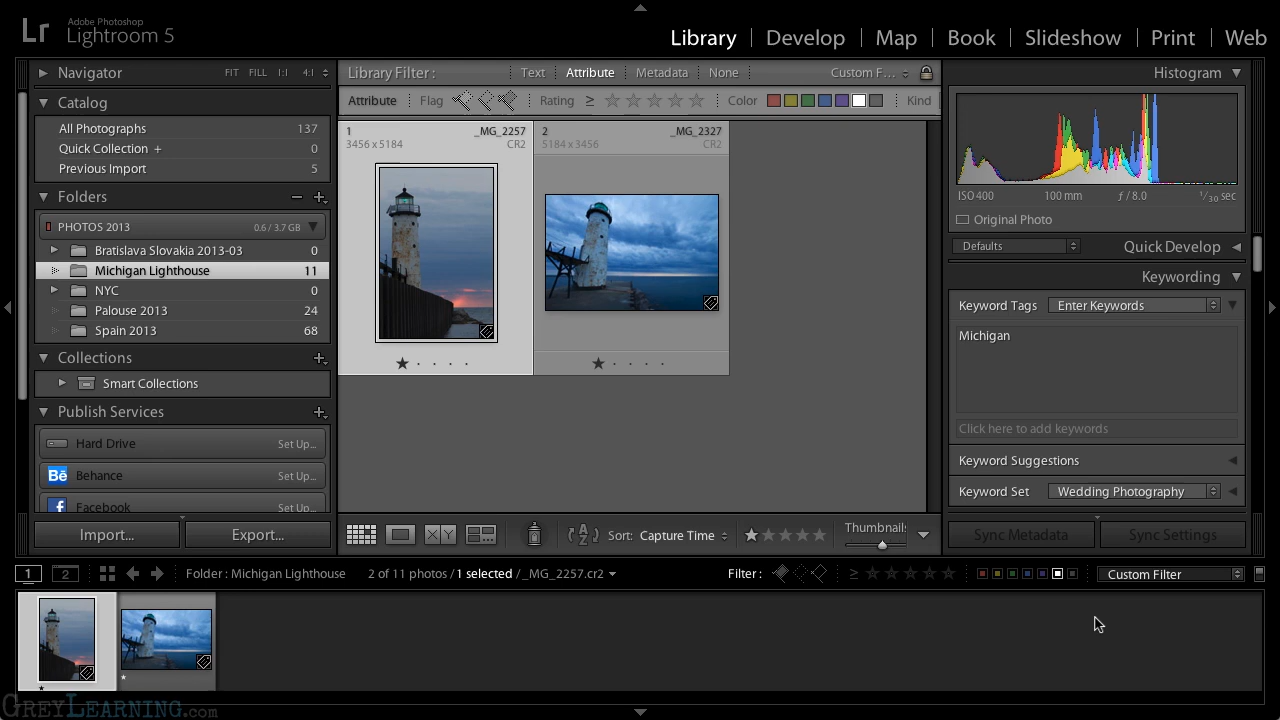 Lr Adobe Photoshop
Lightroom 5
Library | Develop | Map | Book | Slideshow | Print | Web
Navigator FIT FILL 1:1 4:1
Catalog
All Photographs 137
Quick Collection + 0
Previous Import 5
Folders
PHOTOS 2013 0.6 / 3.7 GB
Bratislava Slovakia 2013-03 0
Michigan Lighthouse 11
NYC 0
Palouse 2013 24
Spain 2013 68
Collections
Smart Collections
Publish Services
Hard Drive Set Up...
Bē Behance Set Up...
f Facebook Set Up...
Import... Export...
Library Filter : Text Attribute Metadata None Custom F...
Attribute Flag Rating ≥ Color Kind
1 _MG_2257
3456 x 5184 CR2
2 _MG_2327
5184 x 3456 CR2
XY Sort: Capture Time Thumbnails
Histogram
ISO 400 100 mm ƒ / 8.0 1/30 sec
Original Photo
Defaults Quick Develop
Keywording
Keyword Tags Enter Keywords
Michigan
Click here to add keywords
Keyword Suggestions
Keyword Set Wedding Photography
Sync Metadata Sync Settings
1 2 Folder : Michigan Lighthouse 2 of 11 photos / 1 selected / _MG_2257.cr2 Filter : ≥ Custom Filter
GREYLEARNING.com